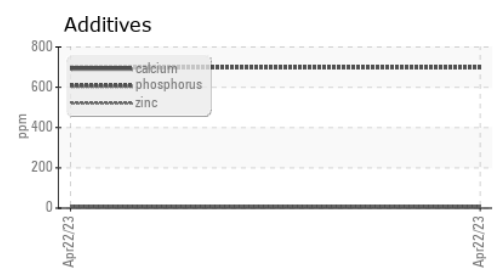 Additives
800
600
400
200
0
ppm
calcium
phosphorus
zinc
Apr22/23
Apr22/23